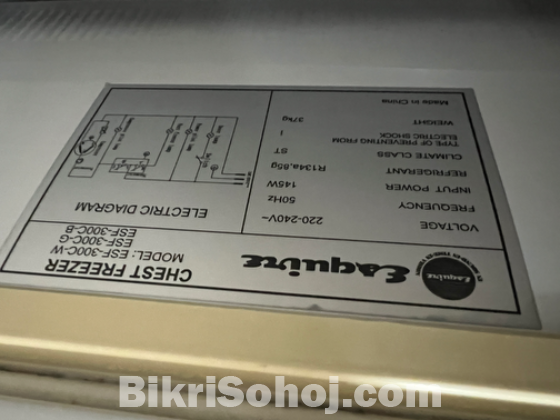 Esquire
Esquire
CHEST FREEZER
MODEL: ESF-300C-W
ESF-300C-G
ESF-300C-B
VOLTAGE 220-240V~
FREQUENCY 50Hz
INPUT POWER 145W
REFRIGERANT R134a,85g
CLIMATE CLASS ST
TYPE OF PREVENTING FROM
ELECTRIC SHOCK I
WEIGHT 37kg
Made in China
ELECTRIC DIAGRAM
BikriSohoj.com